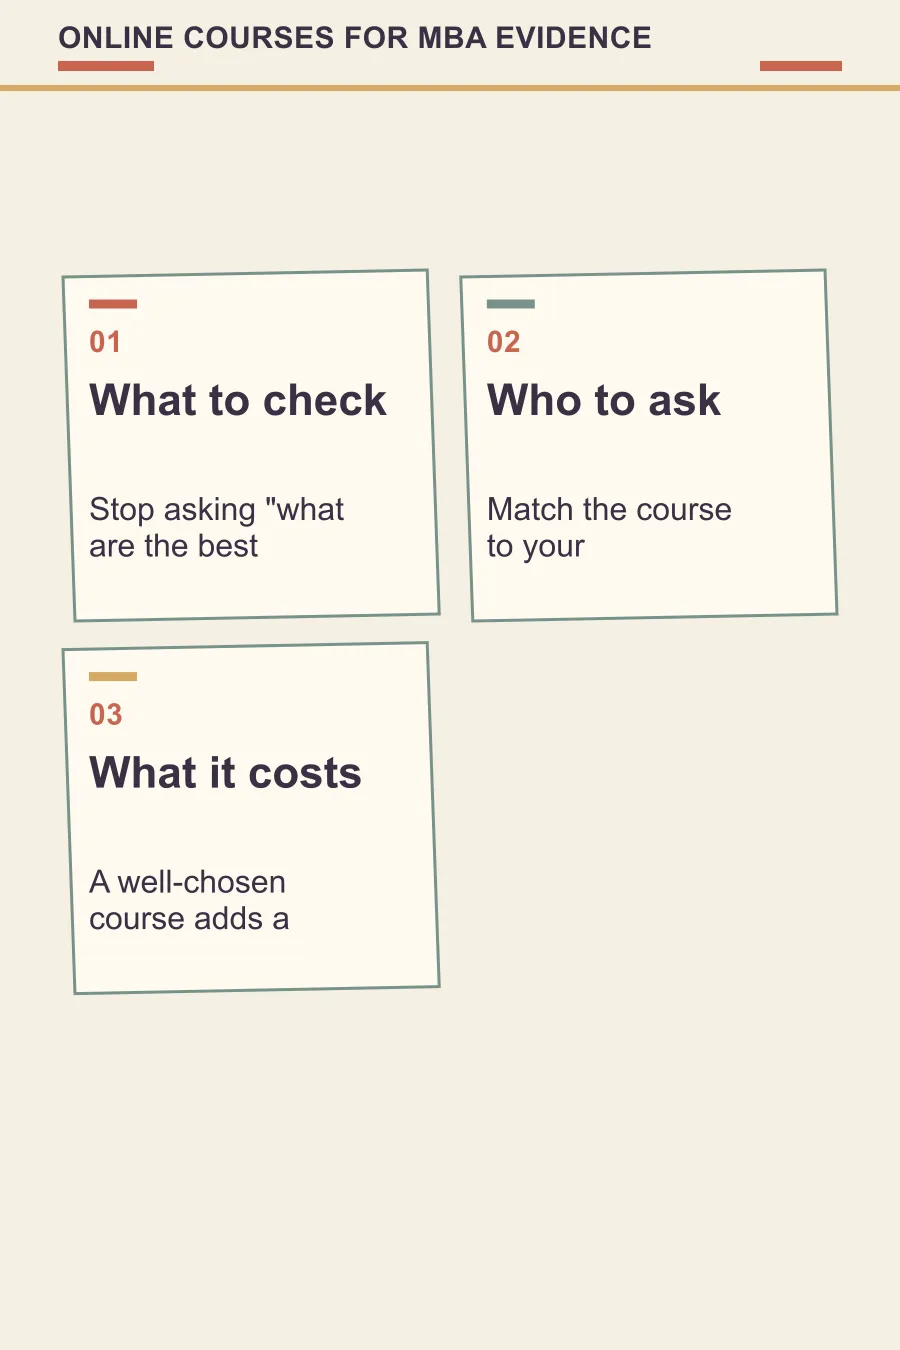 ONLINE COURSES FOR MBA EVIDENCE
01
What to check
Stop asking "what
are the best
02
Who to ask
Match the course
to your
03
What it costs
A well-chosen
course adds a